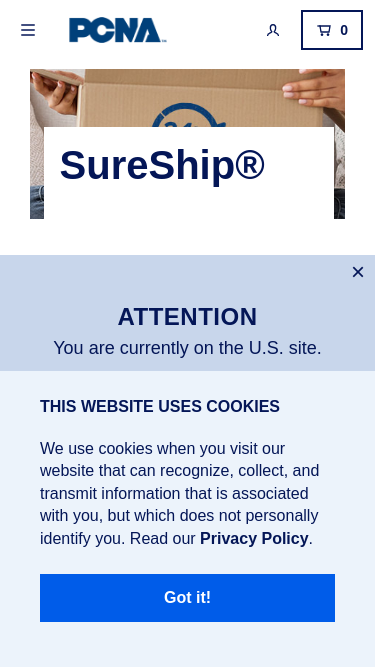 PCNA
0
SureShip®
ATTENTION
You are currently on the U.S. site.
THIS WEBSITE USES COOKIES
We use cookies when you visit our
website that can recognize, collect, and
transmit information that is associated
with you, but which does not personally
identify you. Read our Privacy Policy.
Got it!